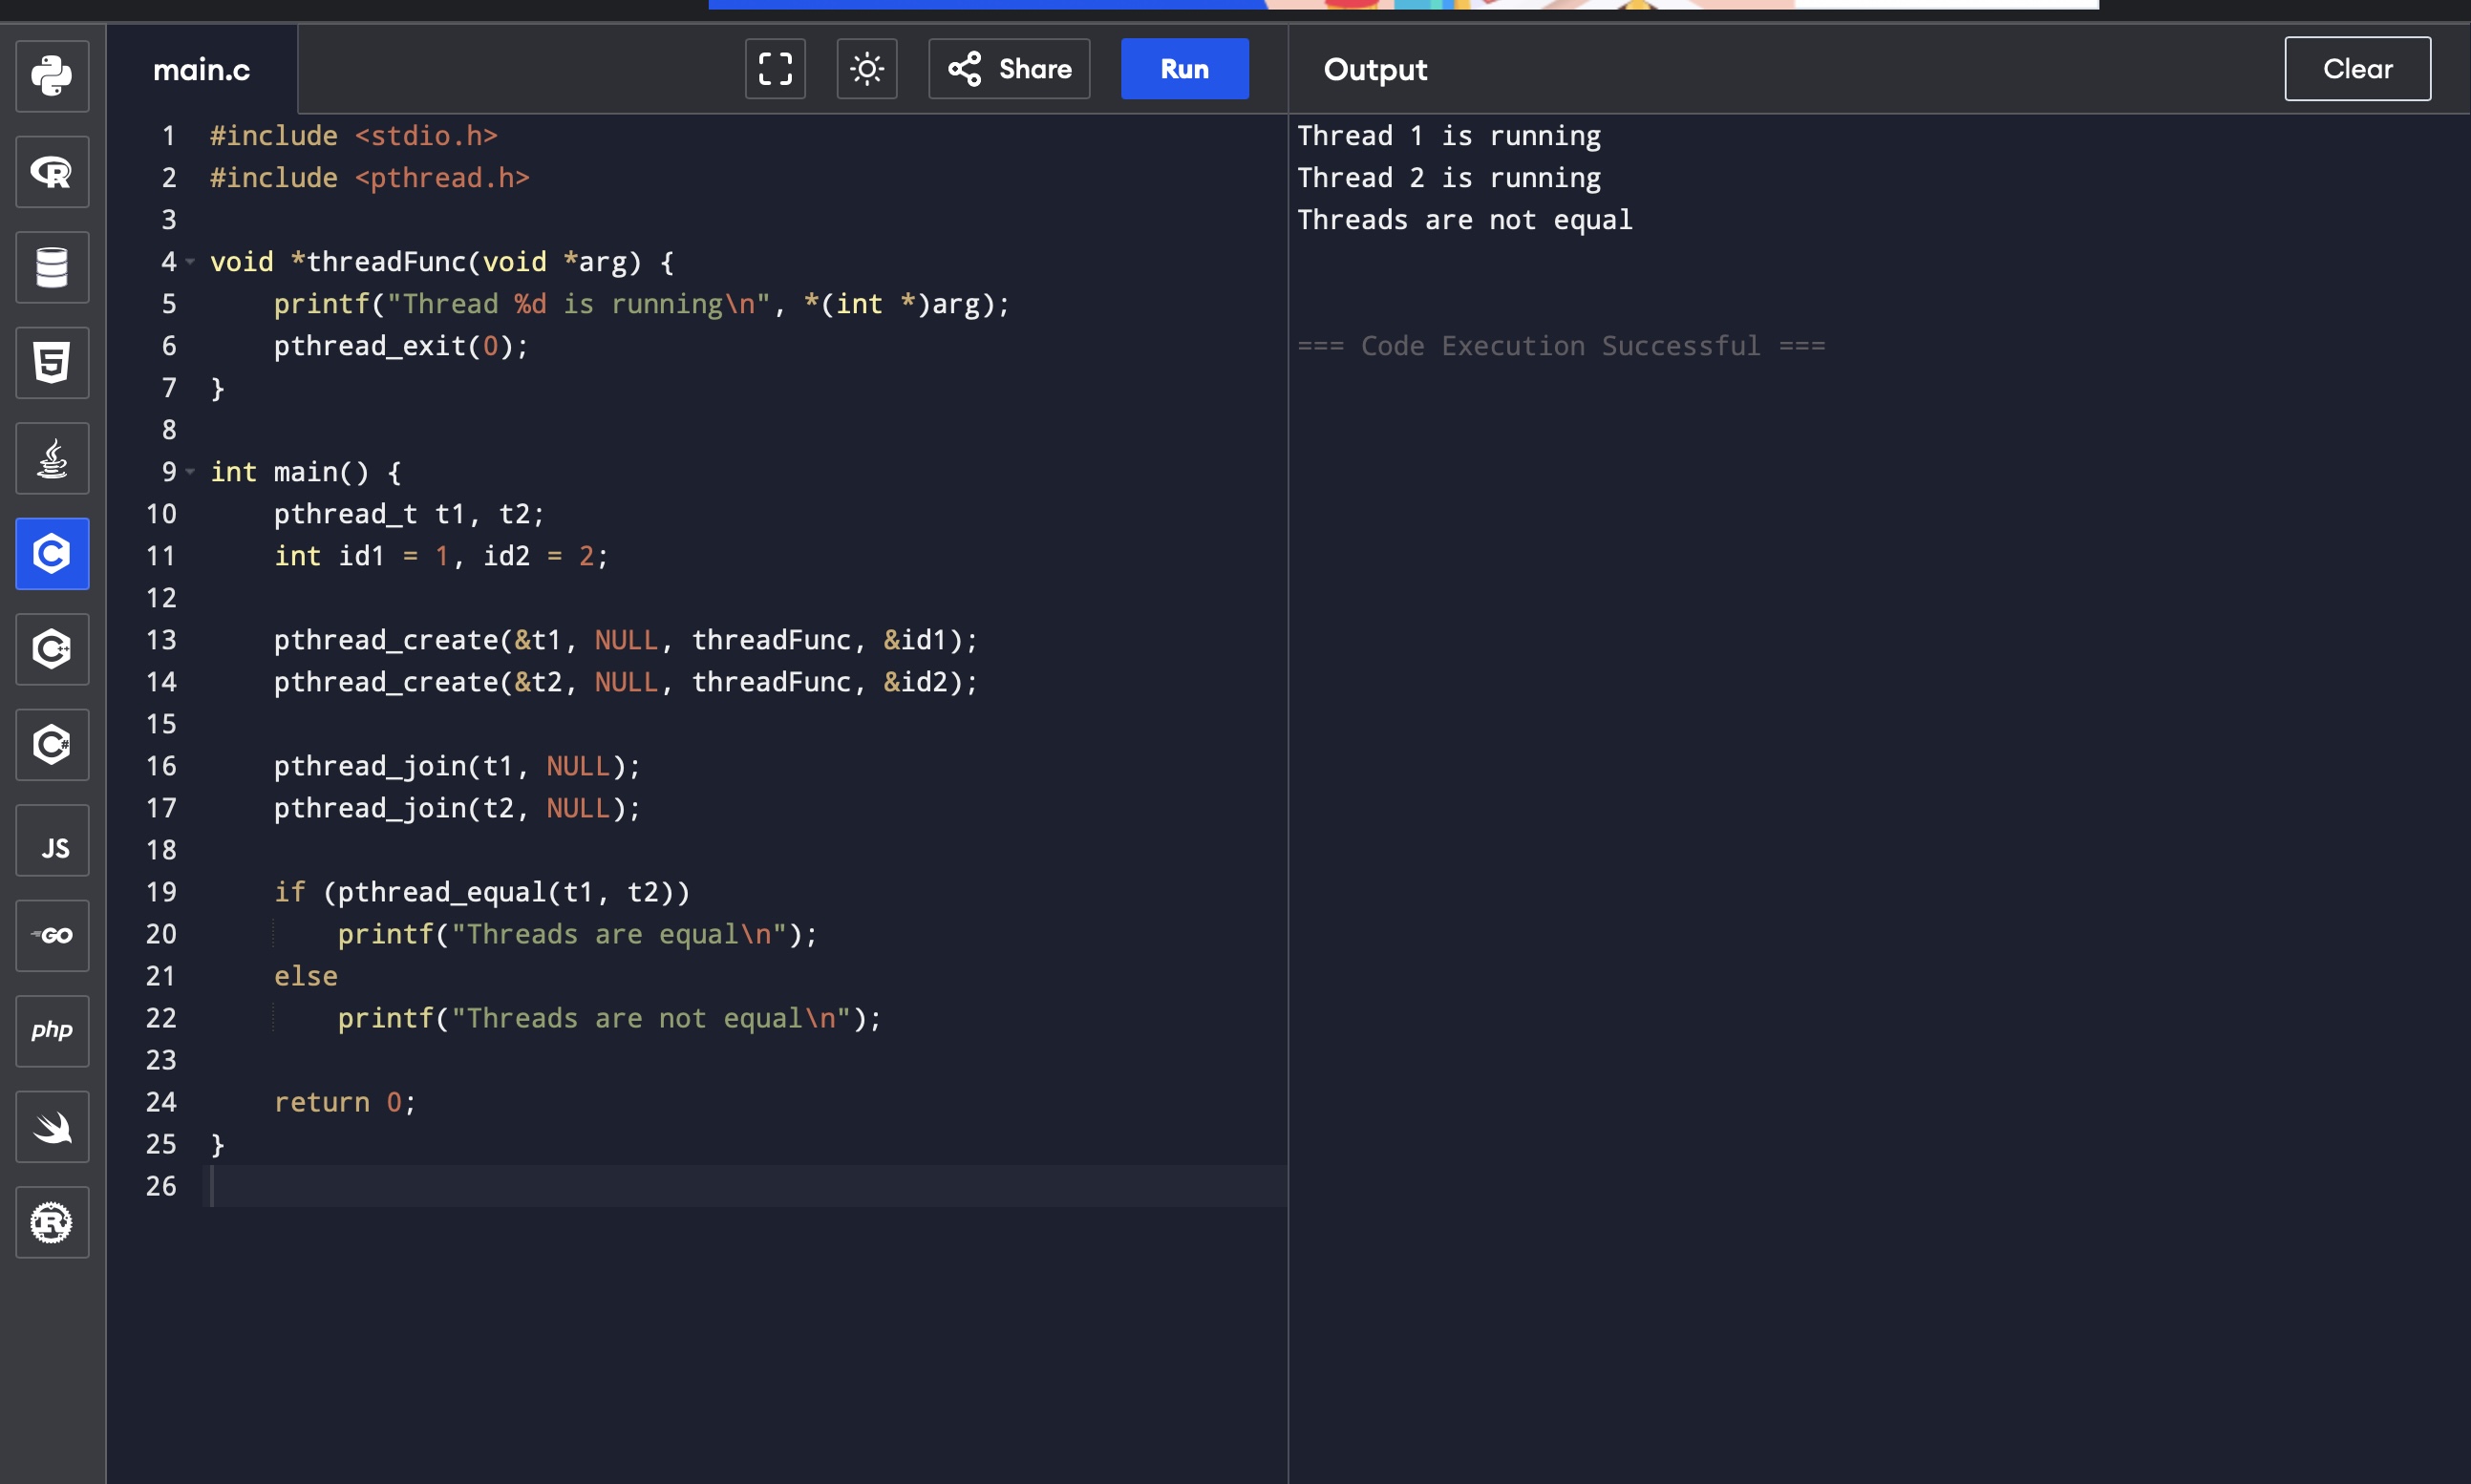 main.c
Share
Run
Output
Clear
1 #include <stdio.h>
2 #include <pthread.h>
3
4 void *threadFunc(void *arg) {
5     printf("Thread %d is running\n", *(int *)arg);
6     pthread_exit(0);
7 }
8
9 int main() {
10     pthread_t t1, t2;
11     int id1 = 1, id2 = 2;
12
13     pthread_create(&t1, NULL, threadFunc, &id1);
14     pthread_create(&t2, NULL, threadFunc, &id2);
15
16     pthread_join(t1, NULL);
17     pthread_join(t2, NULL);
18
19     if (pthread_equal(t1, t2))
20         printf("Threads are equal\n");
21     else
22         printf("Threads are not equal\n");
23
24     return 0;
25 }
26
Thread 1 is running
Thread 2 is running
Threads are not equal
=== Code Execution Successful ===
R
5
C
C++
C#
JS
GO
php
R